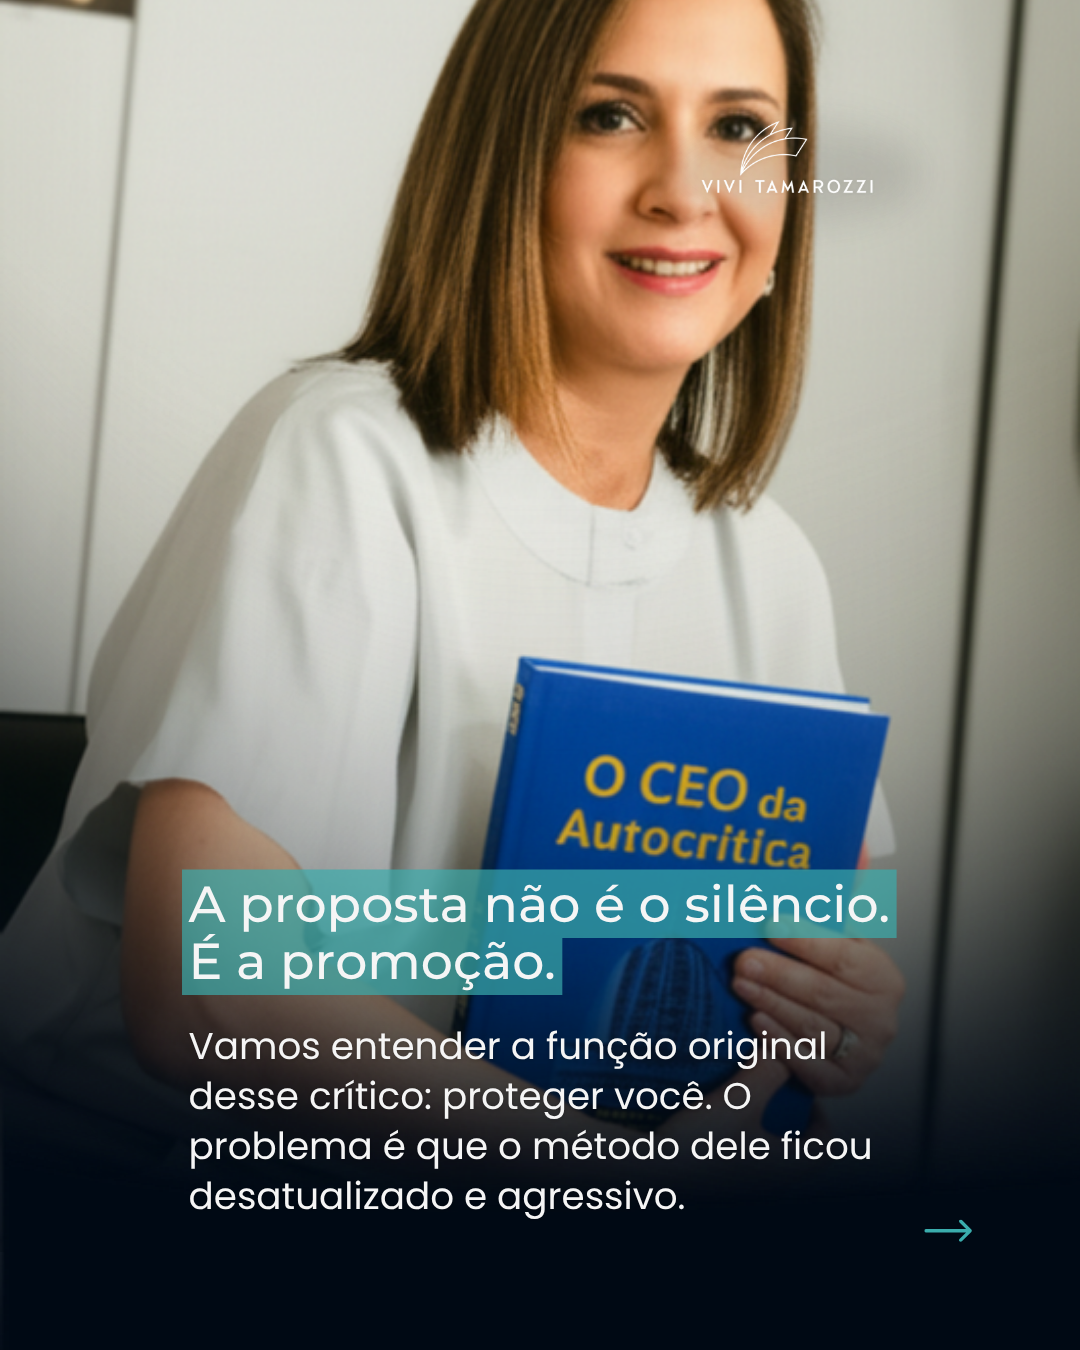 VIVI TAMAROZZI
O CEO da
Autocrítica
A proposta não é o silêncio.
É a promoção.
Vamos entender a função original
desse crítico: proteger você. O
problema é que o método dele ficou
desatualizado e agressivo.